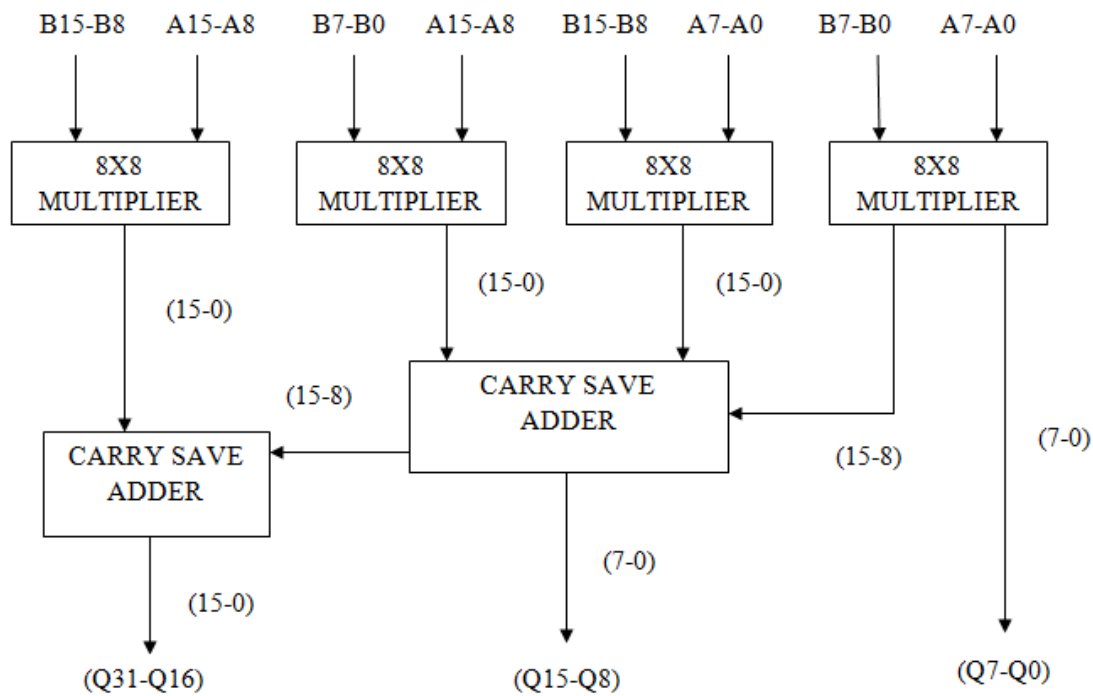 B15-B8 A15-A8 B7-B0 A15-A8 B15-B8 A7-A0 B7-B0 A7-A0
8X8
MULTIPLIER
8X8
MULTIPLIER
8X8
MULTIPLIER
8X8
MULTIPLIER
(15-0)
(15-0)
(15-0)
CARRY SAVE
ADDER
(15-8)
(15-8)
(7-0)
CARRY SAVE
ADDER
(7-0)
(15-0)
(Q31-Q16)
(Q15-Q8)
(Q7-Q0)